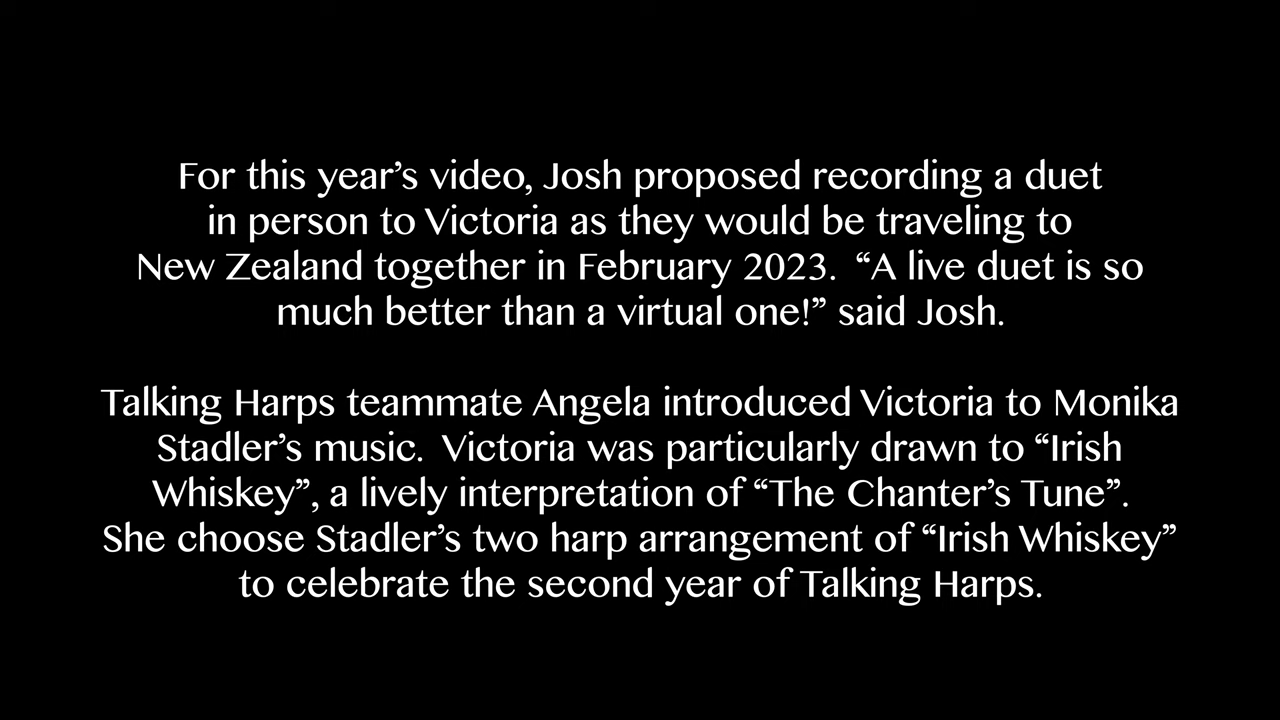 For this year’s video, Josh proposed recording a duet
in person to Victoria as they would be traveling to
New Zealand together in February 2023.  “A live duet is so
much better than a virtual one!” said Josh.
Talking Harps teammate Angela introduced Victoria to Monika
Stadler’s music.  Victoria was particularly drawn to “Irish
Whiskey”, a lively interpretation of “The Chanter’s Tune”.
She choose Stadler’s two harp arrangement of “Irish Whiskey”
to celebrate the second year of Talking Harps.